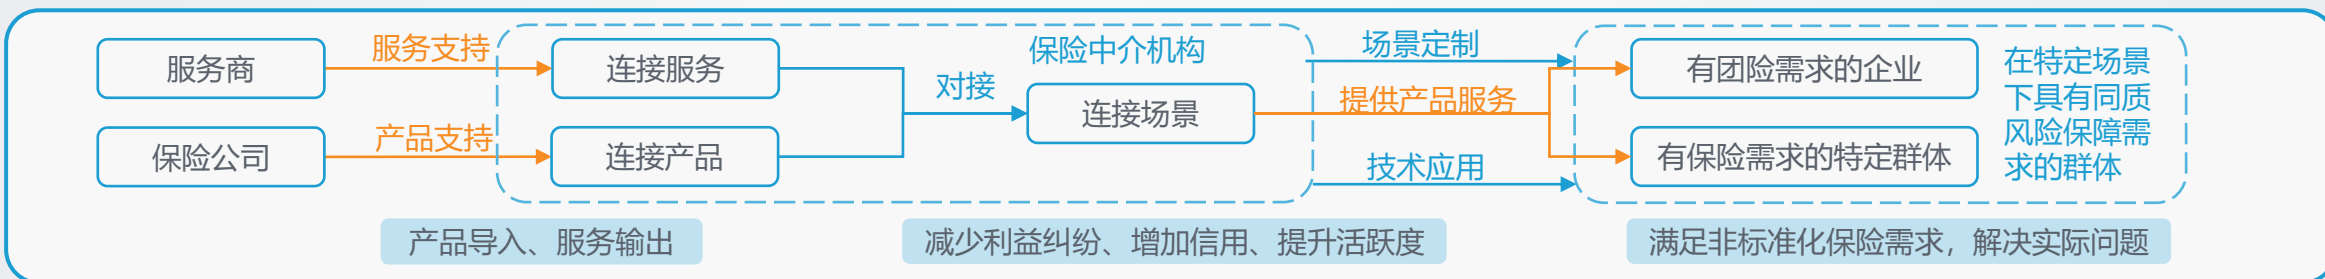 服务商
服务支持
连接服务
保险中介机构
场景定制
有团险需求的企业
在特定场景
下具有同质
风险保障需
求的群体
对接
连接场景
提供产品服务
保险公司
产品支持
连接产品
技术应用
有保险需求的特定群体
产品导入、服务输出
减少利益纠纷、增加信用、提升活跃度
满足非标准化保险需求，解决实际问题